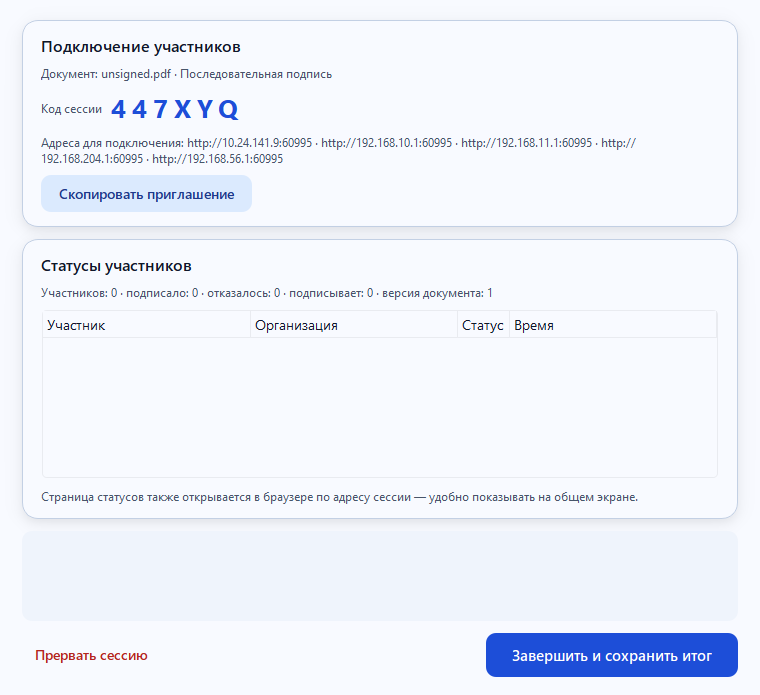 Подключение участников
Документ: unsigned.pdf · Последовательная подпись
Код сессии 447XYQ
Адреса для подключения: http://10.24.141.9:60995 · http://192.168.10.1:60995 · http://192.168.11.1:60995 · http://
192.168.204.1:60995 · http://192.168.56.1:60995
Скопировать приглашение
Статусы участников
Участников: 0 · подписало: 0 · отказалось: 0 · подписывает: 0 · версия документа: 1
Участник Организация Статус Время
Страница статусов также открывается в браузере по адресу сессии — удобно показывать на общем экране.
Прервать сессию Завершить и сохранить итог